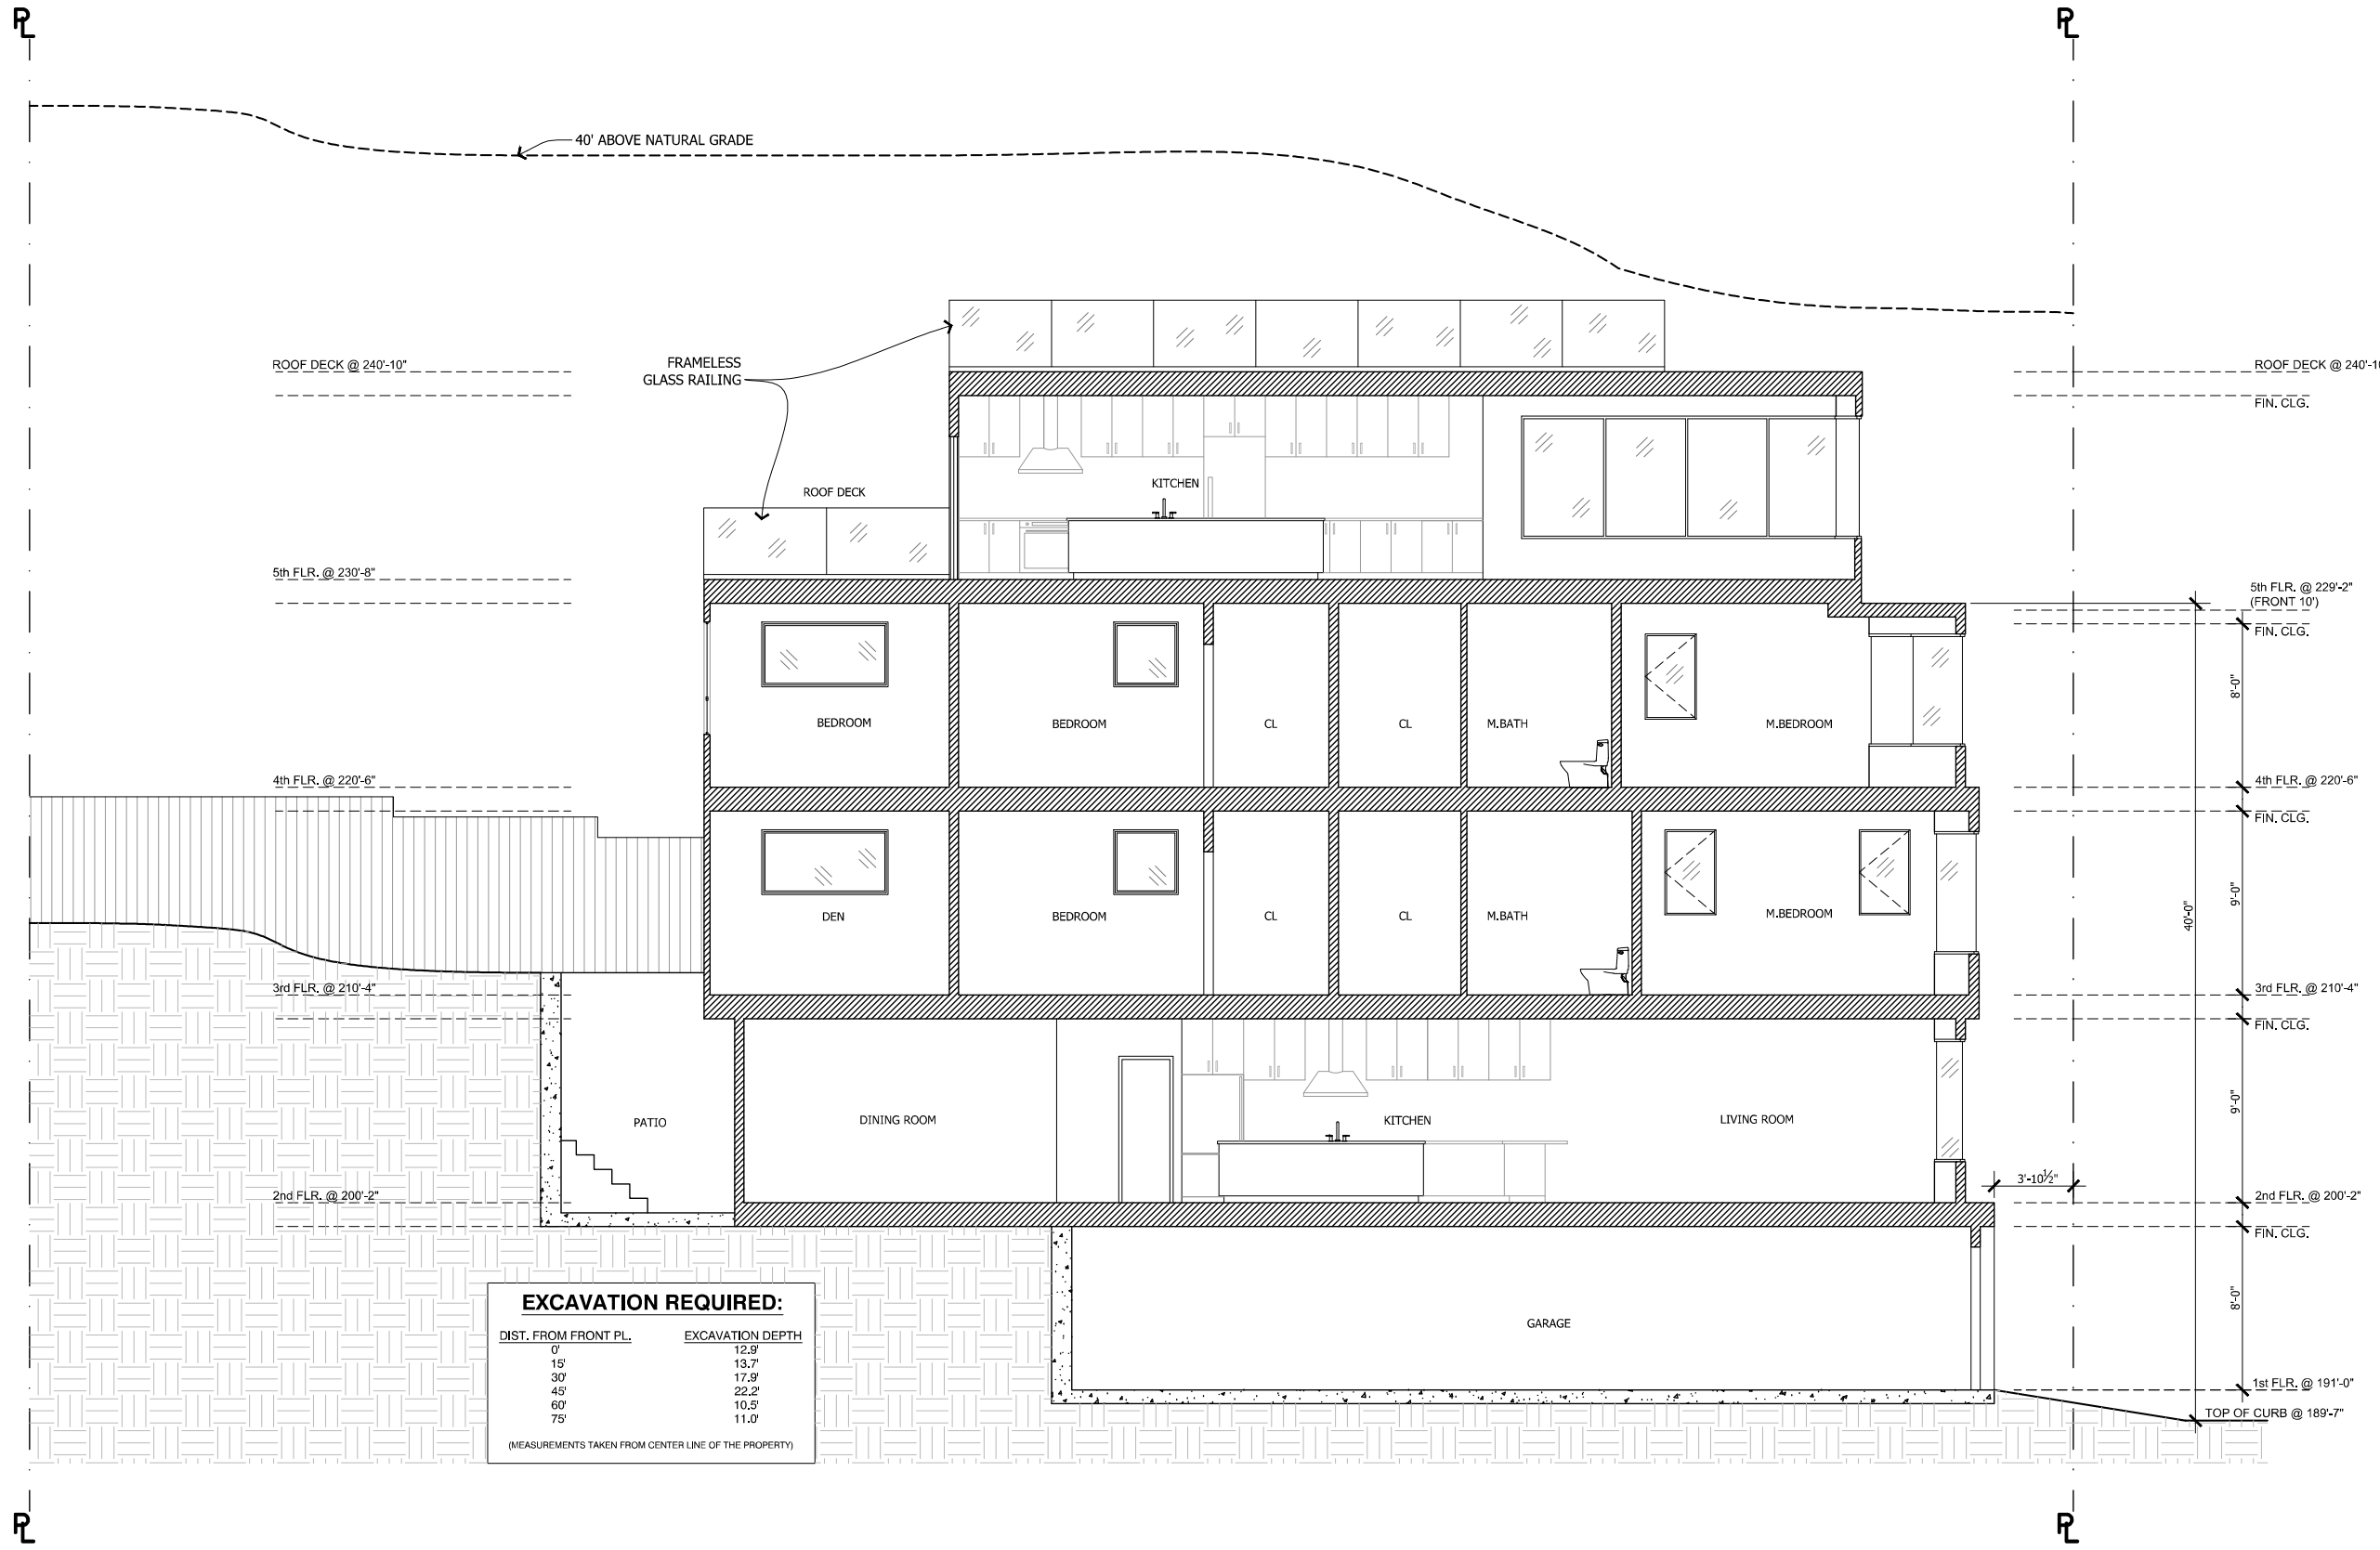 PL
PL
40' ABOVE NATURAL GRADE
FRAMELESS
GLASS RAILING
ROOF DECK @ 240'-10"
ROOF DECK @ 240'-10
FIN. CLG.
KITCHEN
ROOF DECK
5th FLR. @ 230'-8"
5th FLR. @ 229'-2"
(FRONT 10')
FIN. CLG.
8'-0"
BEDROOM
BEDROOM
CL
CL
M.BATH
M.BEDROOM
4th FLR. @ 220'-6"
4th FLR. @ 220'-6"
FIN. CLG.
9'-0"
40'-0"
DEN
BEDROOM
CL
CL
M.BATH
M.BEDROOM
3rd FLR. @ 210'-4"
3rd FLR. @ 210'-4"
FIN. CLG.
9'-0"
PATIO
DINING ROOM
KITCHEN
LIVING ROOM
3'-10½"
2nd FLR. @ 200'-2"
2nd FLR. @ 200'-2"
FIN. CLG.
8'-0"
GARAGE
1st FLR. @ 191'-0"
TOP OF CURB @ 189'-7"
EXCAVATION REQUIRED:
DIST. FROM FRONT PL. EXCAVATION DEPTH
0' 12.9'
15' 13.7'
30' 17.9'
45' 22.2'
60' 10.5'
75' 11.0'
(MEASUREMENTS TAKEN FROM CENTER LINE OF THE PROPERTY)
PL
PL